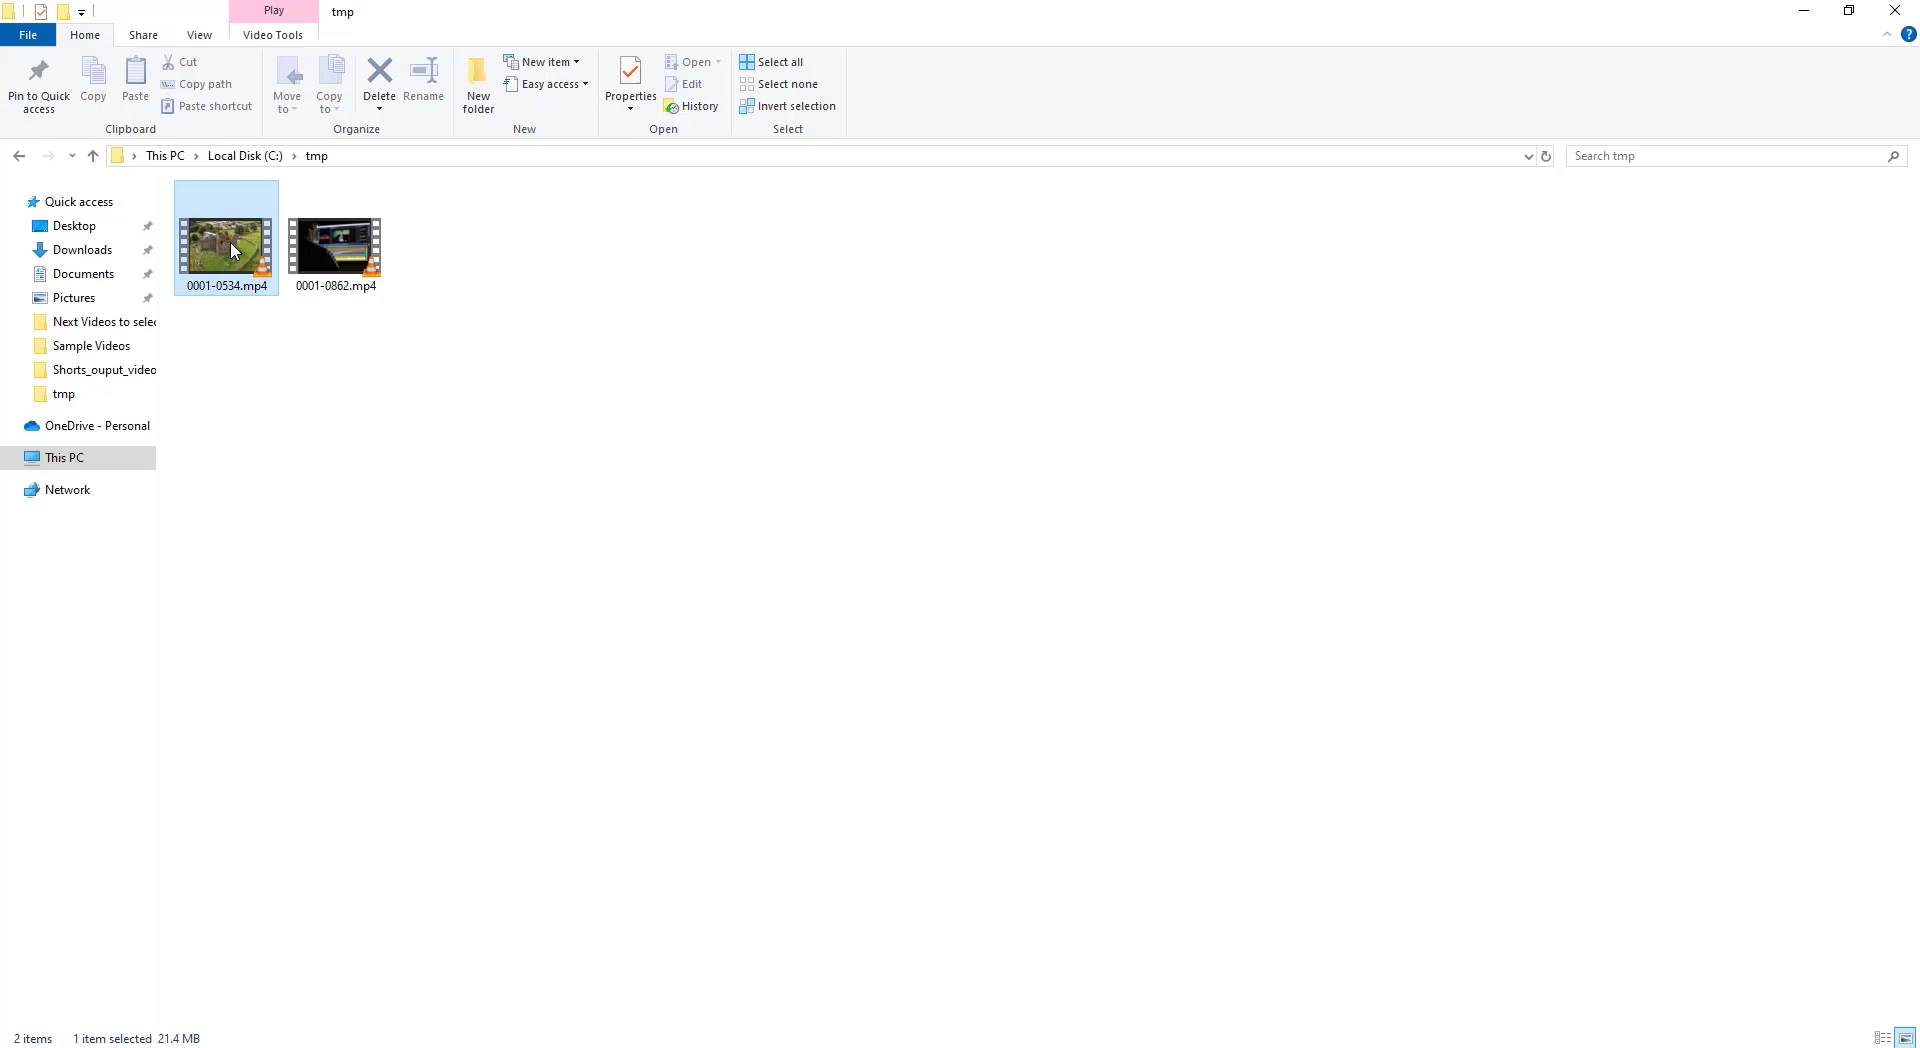 Play
tmp
File
Home
Share
View
Video Tools
Pin to Quick access
Copy
Paste
Cut
Copy path
Paste shortcut
Clipboard
Move to
Copy to
Delete
Rename
Organize
New folder
New item
Easy access
New
Properties
Open
Edit
History
Open
Select all
Select none
Invert selection
Select
This PC
Local Disk (C:)
tmp
Search tmp
Quick access
Desktop
Downloads
Documents
Pictures
Next Videos to selec
Sample Videos
Shorts_ouput_video
tmp
OneDrive - Personal
This PC
Network
0001-0534.mp4
0001-0862.mp4
2 items
1 item selected 21.4 MB